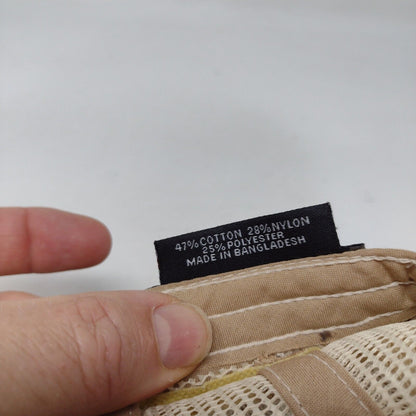 47% COTTON 28% NYLON
25% POLYESTER
MADE IN BANGLADESH